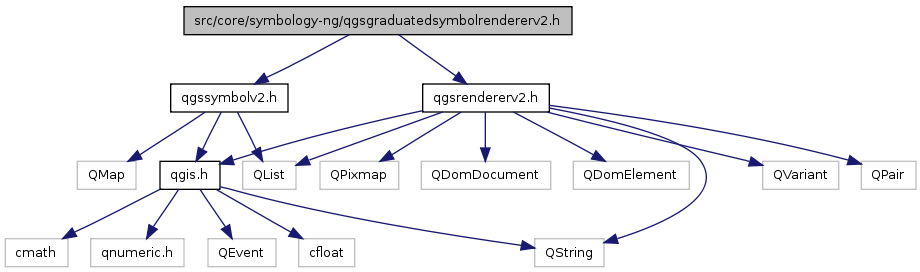 src/core/symbology-ng/qgsgraduatedsymbolrendererv2.h
qgssymbolv2.h
qgsrendererv2.h
QMap
qgis.h
QList
QPixmap
QDomDocument
QDomElement
QVariant
QPair
cmath
qnumeric.h
QEvent
cfloat
QString